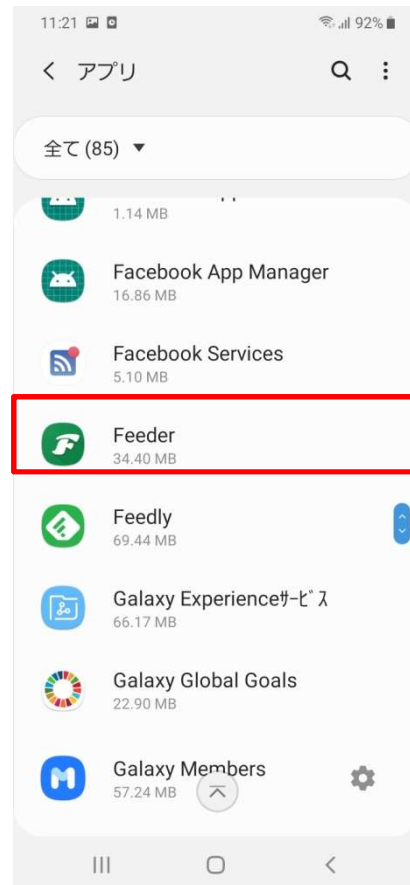 11:21 92%
アプリ
全て (85)
1.14 MB
Facebook App Manager
16.86 MB
Facebook Services
5.10 MB
Feeder
34.40 MB
Feedly
69.44 MB
Galaxy Experienceｻｰﾋﾞｽ
66.17 MB
Galaxy Global Goals
22.90 MB
Galaxy Members
57.24 MB